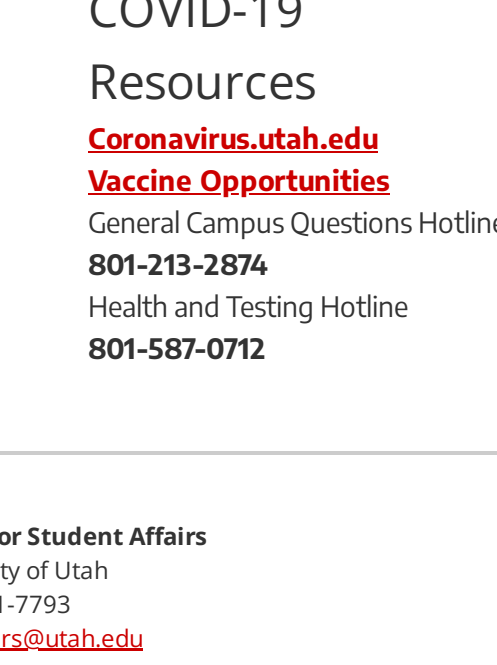 COVID-19
Resources
Coronavirus.utah.edu
Vaccine Opportunities
General Campus Questions Hotline
801-213-2874
Health and Testing Hotline
801-587-0712
or Student Affairs
ty of Utah
1-7793
rs@utah.edu